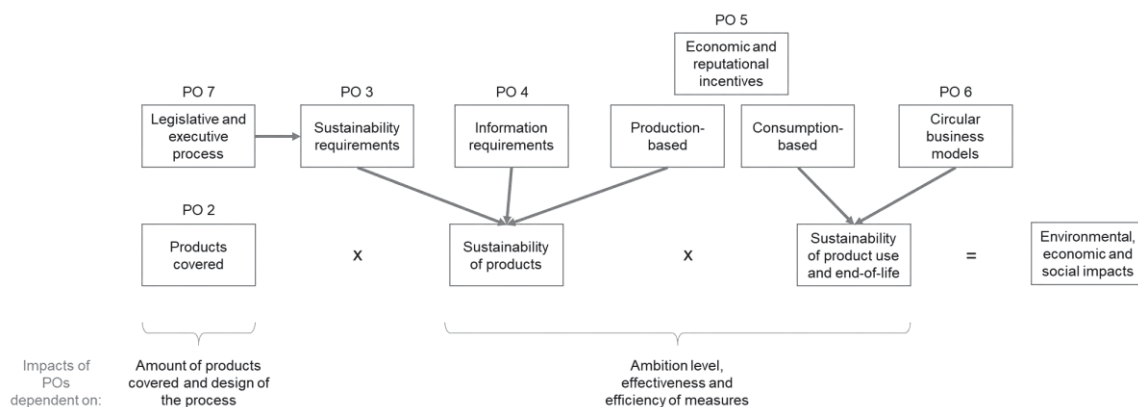 PO 5
Economic and
reputational
incentives
PO 7
Legislative and
executive
process
PO 3
Sustainability
requirements
PO 4
Information
requirements
Production-
based
Consumption-
based
PO 6
Circular
business
models
PO 2
Products
covered
x
Sustainability
of products
x
Sustainability
of product use
and end-of-life
=
Environmental,
economic and
social impacts
Impacts of
POs
dependent on:
Amount of products
covered and design of
the process
Ambition level,
effectiveness and
efficiency of measures